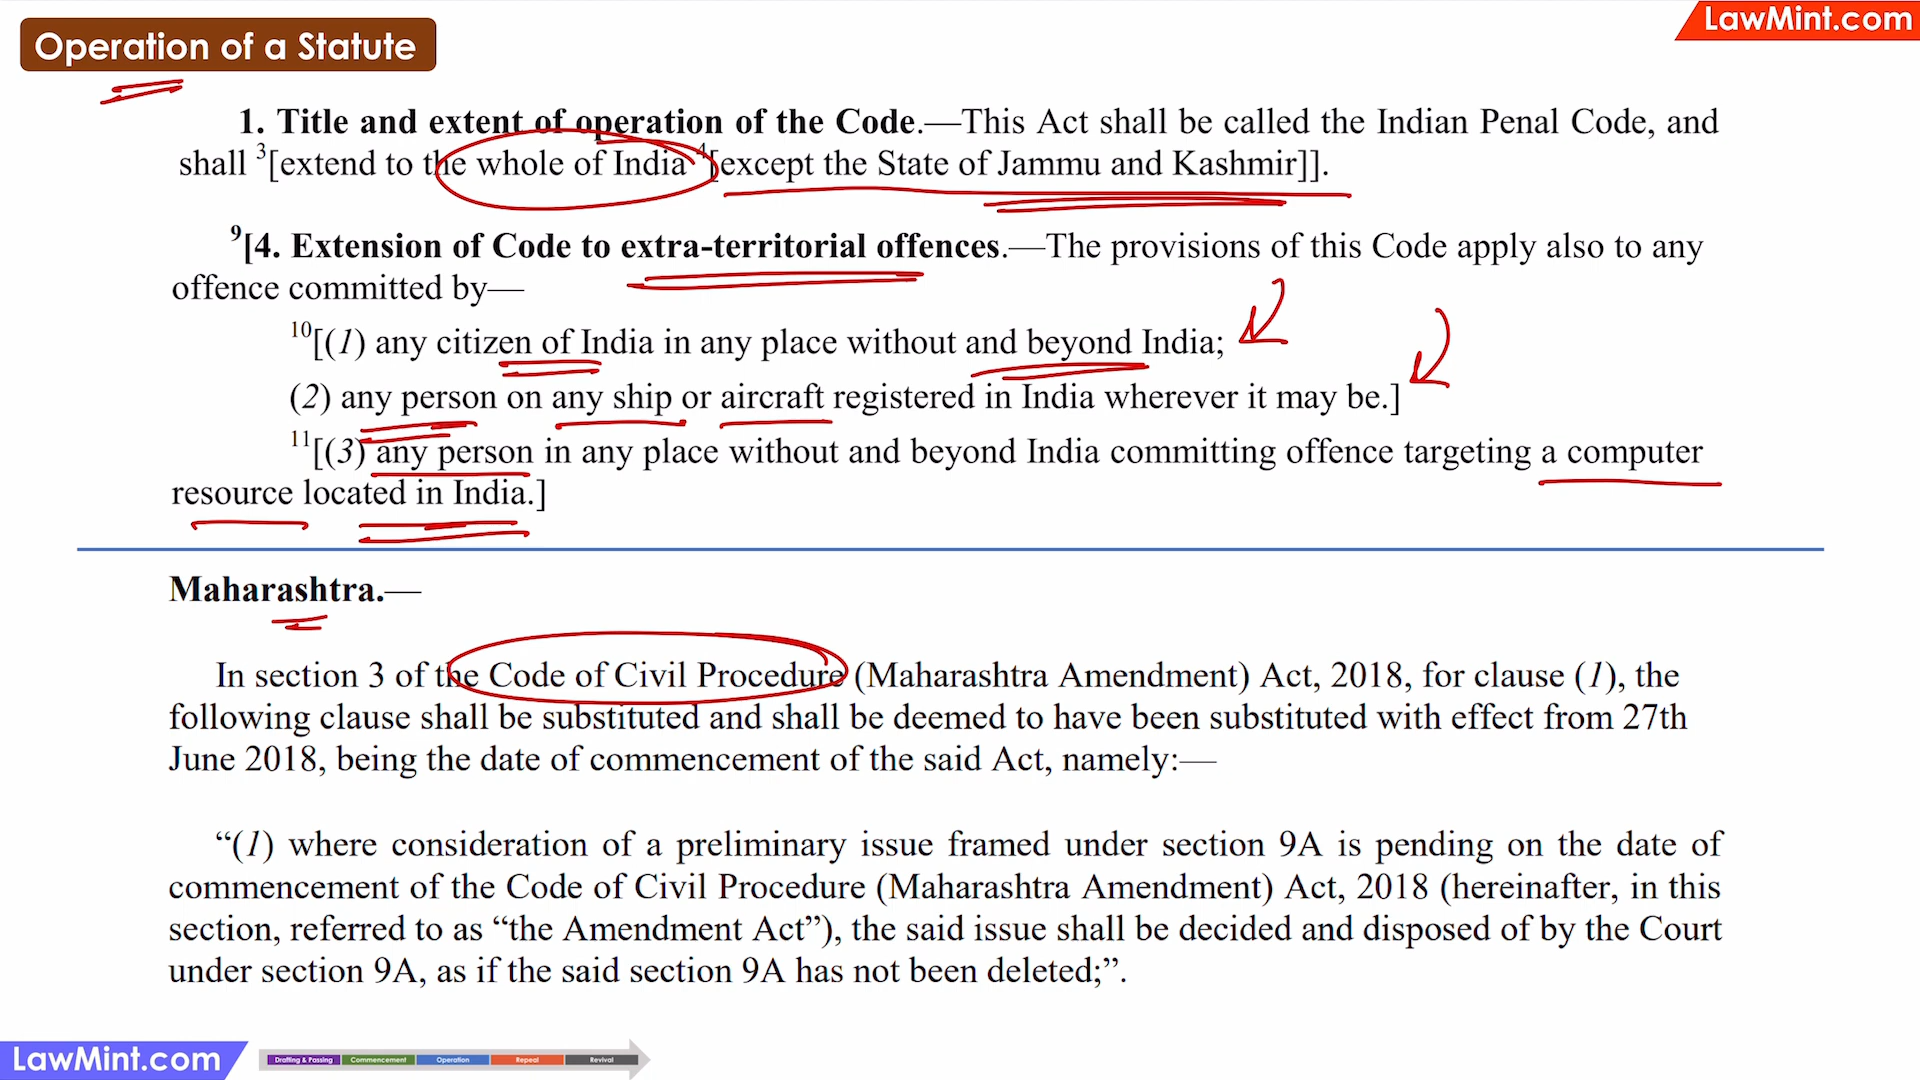 Operation of a Statute
LawMint.com
1. Title and extent of operation of the Code.—This Act shall be called the Indian Penal Code, and
shall 3[extend to the whole of India 4[except the State of Jammu and Kashmir]].
9[4. Extension of Code to extra-territorial offences.—The provisions of this Code apply also to any
offence committed by—
10[(1) any citizen of India in any place without and beyond India;
(2) any person on any ship or aircraft registered in India wherever it may be.]
11[(3) any person in any place without and beyond India committing offence targeting a computer
resource located in India.]
Maharashtra.—
In section 3 of the Code of Civil Procedure (Maharashtra Amendment) Act, 2018, for clause (1), the
following clause shall be substituted and shall be deemed to have been substituted with effect from 27th
June 2018, being the date of commencement of the said Act, namely:—
“(1) where consideration of a preliminary issue framed under section 9A is pending on the date of
commencement of the Code of Civil Procedure (Maharashtra Amendment) Act, 2018 (hereinafter, in this
section, referred to as “the Amendment Act”), the said issue shall be decided and disposed of by the Court
under section 9A, as if the said section 9A has not been deleted;”.
LawMint.com
Drafting & Passing Commencement Operation Repeal Revival